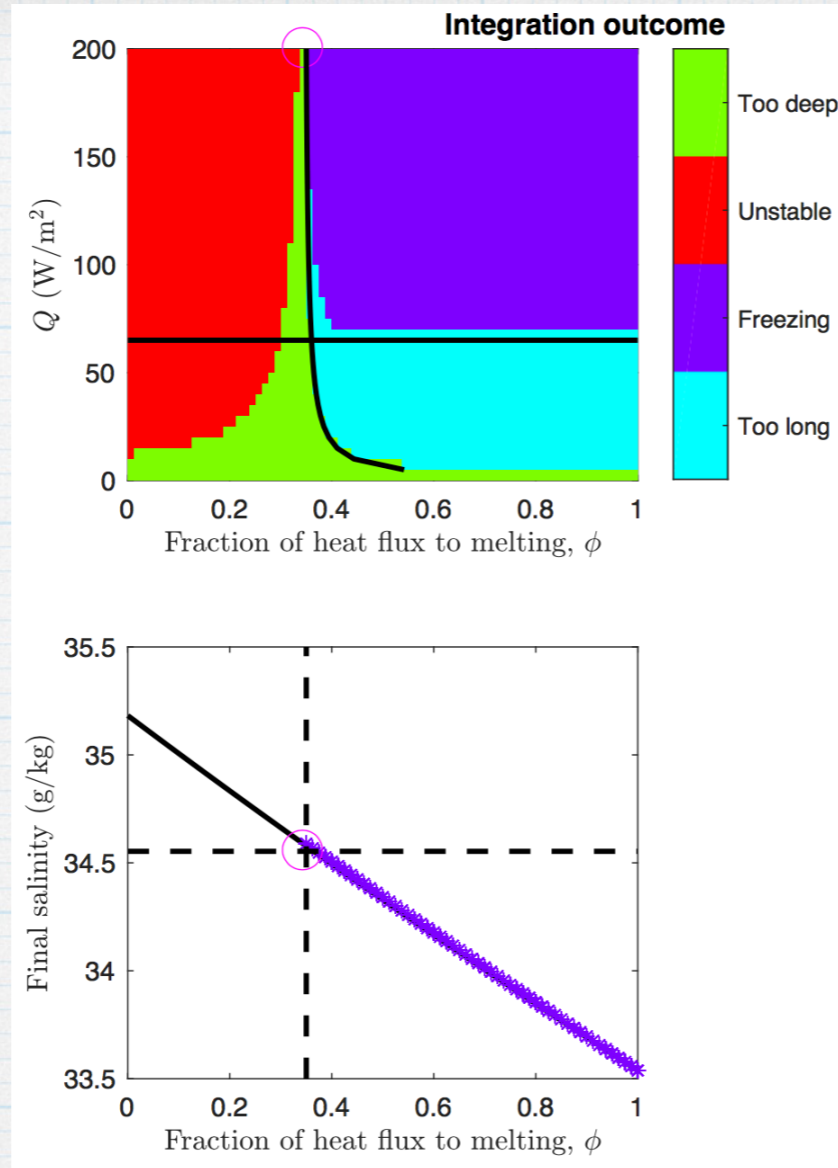 Integration outcome
200
150
100
50
0
Q (W/m²)
0 0.2 0.4 0.6 0.8 1
Fraction of heat flux to melting, ϕ
Too deep
Unstable
Freezing
Too long
35.5
35
34.5
34
33.5
Final salinity (g/kg)
0 0.2 0.4 0.6 0.8 1
Fraction of heat flux to melting, ϕ